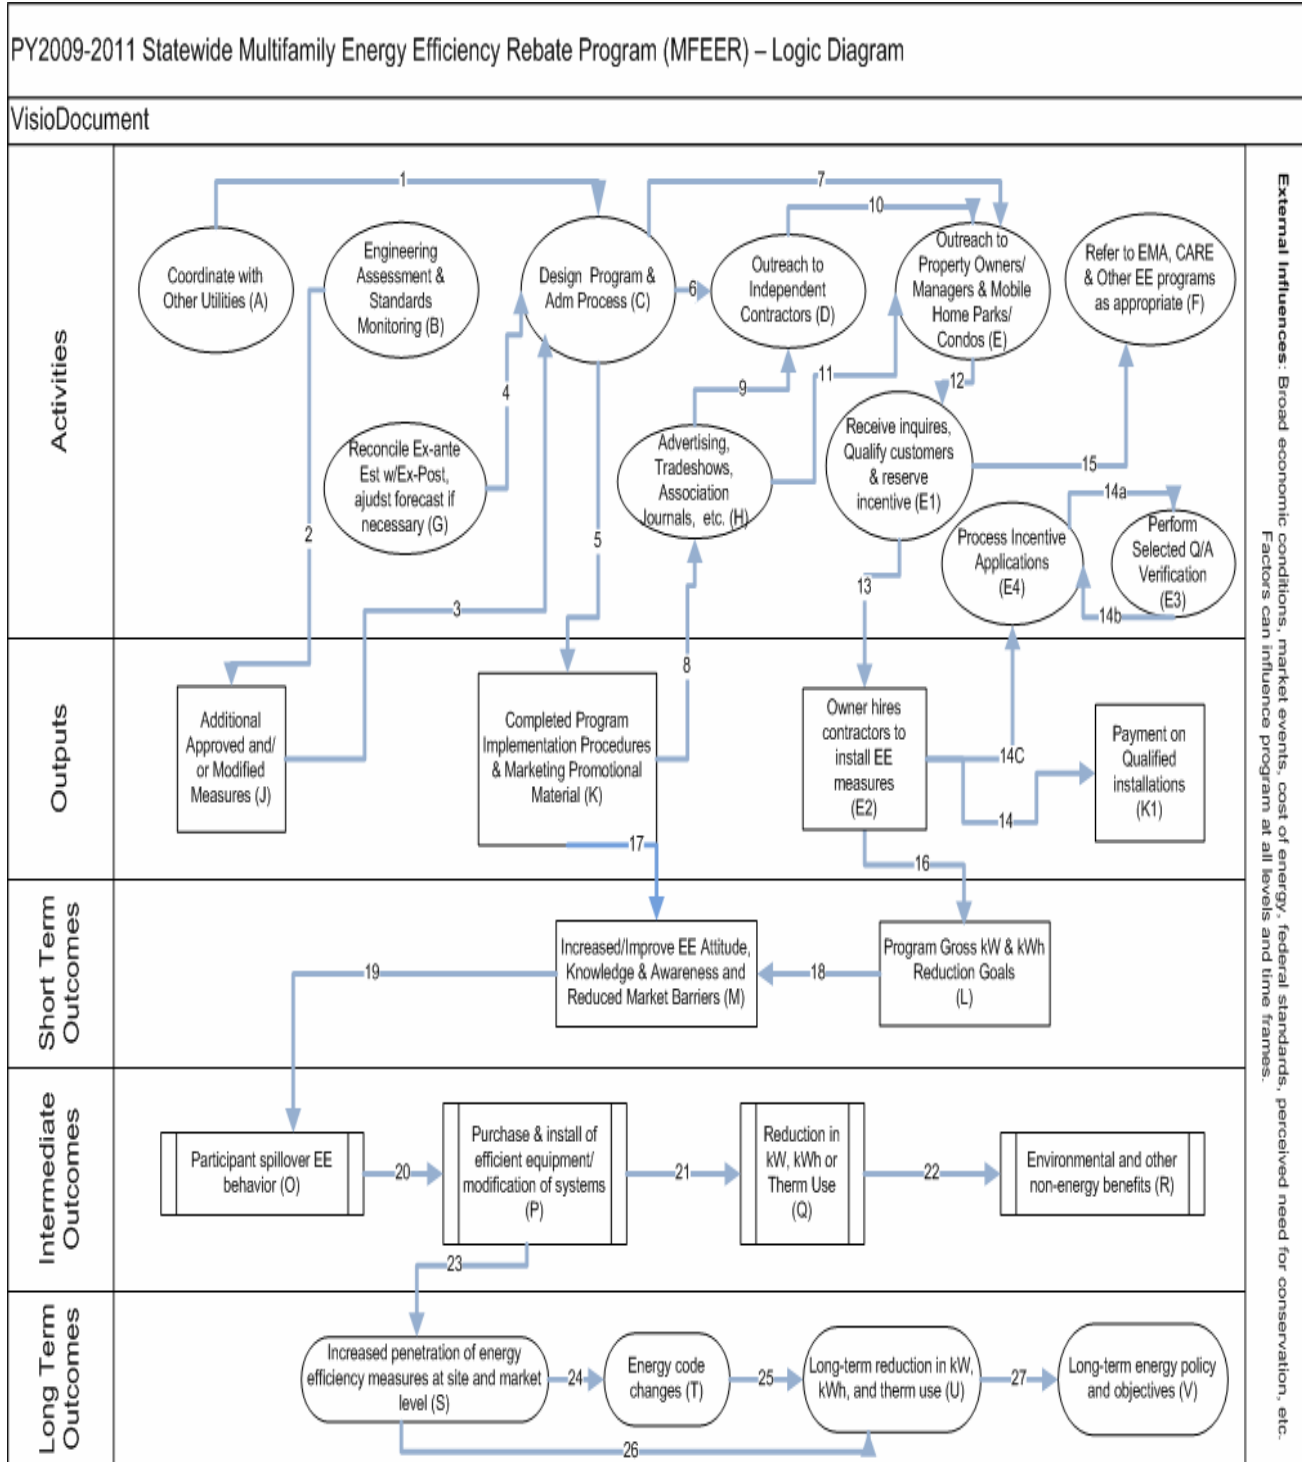 PY2009-2011 Statewide Multifamily Energy Efficiency Rebate Program (MFEER) – Logic Diagram
VisioDocument
Activities
1
7
10
Coordinate with
Other Utilities (A)
Engineering
Assessment &
Standards
Monitoring (B)
Design Program &
Adm Process (C)
6
Outreach to
Independent
Contractors (D)
Outreach to
Property Owners/
Managers & Mobile
Home Parks/
Condos (E)
Refer to EMA, CARE
& Other EE programs
as appropriate (F)
4
9
11
12
Reconcile Ex-ante
Est w/Ex-Post,
ajudst forecast if
necessary (G)
Advertising,
Tradeshows,
Association
Journals, etc. (H)
Receive inquires,
Qualify customers
& reserve
incentive (E1)
15
2
5
14a
Process Incentive
Applications
(E4)
Perform
Selected Q/A
Verification
(E3)
13
3
14b
Outputs
8
Additional
Approved and/
or Modified
Measures (J)
Completed Program
Implementation Procedures
& Marketing Promotional
Material (K)
Owner hires
contractors to
install EE
measures
(E2)
14C
14
Payment on
Qualified
installations
(K1)
17
16
Short Term
Outcomes
Increased/Improve EE Attitude,
Knowledge & Awareness and
Reduced Market Barriers (M)
18
Program Gross kW & kWh
Reduction Goals
(L)
19
Intermediate
Outcomes
Participant spillover EE
behavior (O)
20
Purchase & install of
efficient equipment/
modification of systems
(P)
21
Reduction in
kW, kWh or
Therm Use
(Q)
22
Environmental and other
non-energy benefits (R)
23
Long Term
Outcomes
Increased penetration of energy
efficiency measures at site and market
level (S)
24
Energy code
changes (T)
25
Long-term reduction in kW,
kWh, and therm use (U)
27
Long-term energy policy
and objectives (V)
26
External Influences: Broad economic conditions, market events, cost of energy, federal standards, perceived need for conservation, etc.
Factors can influence program at all levels and time frames.